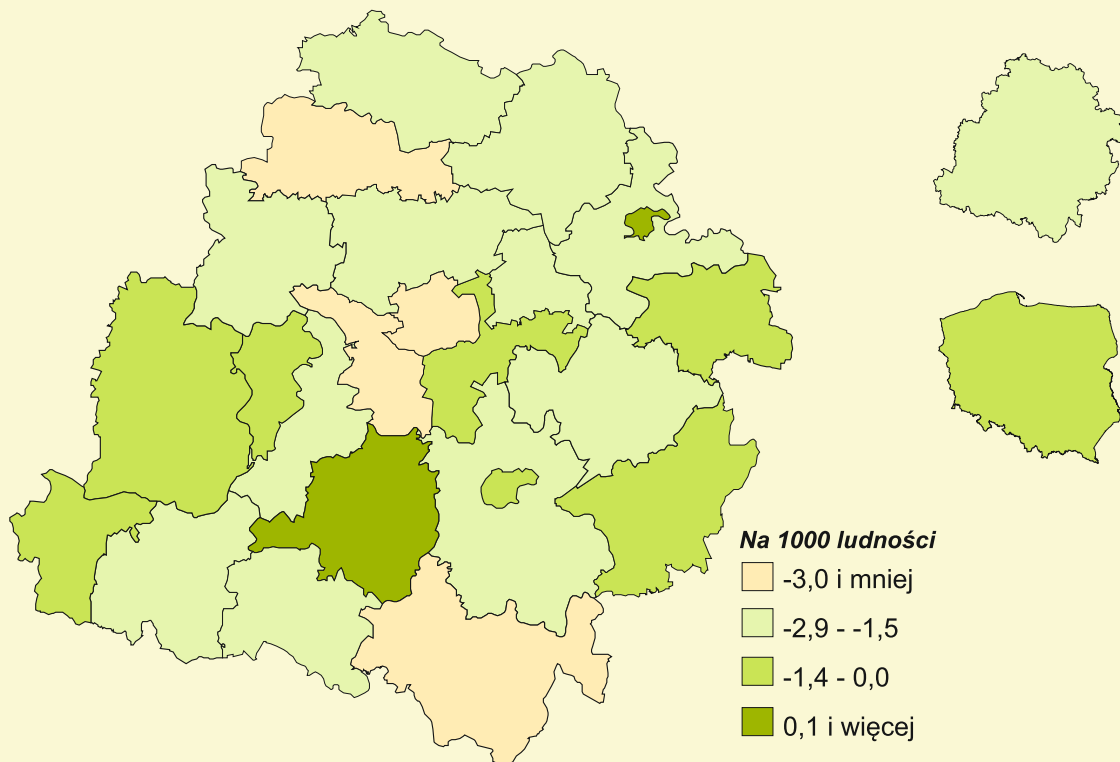 Na 1000 ludności
-3,0 i mniej
-2,9 - -1,5
-1,4 - 0,0
0,1 i więcej